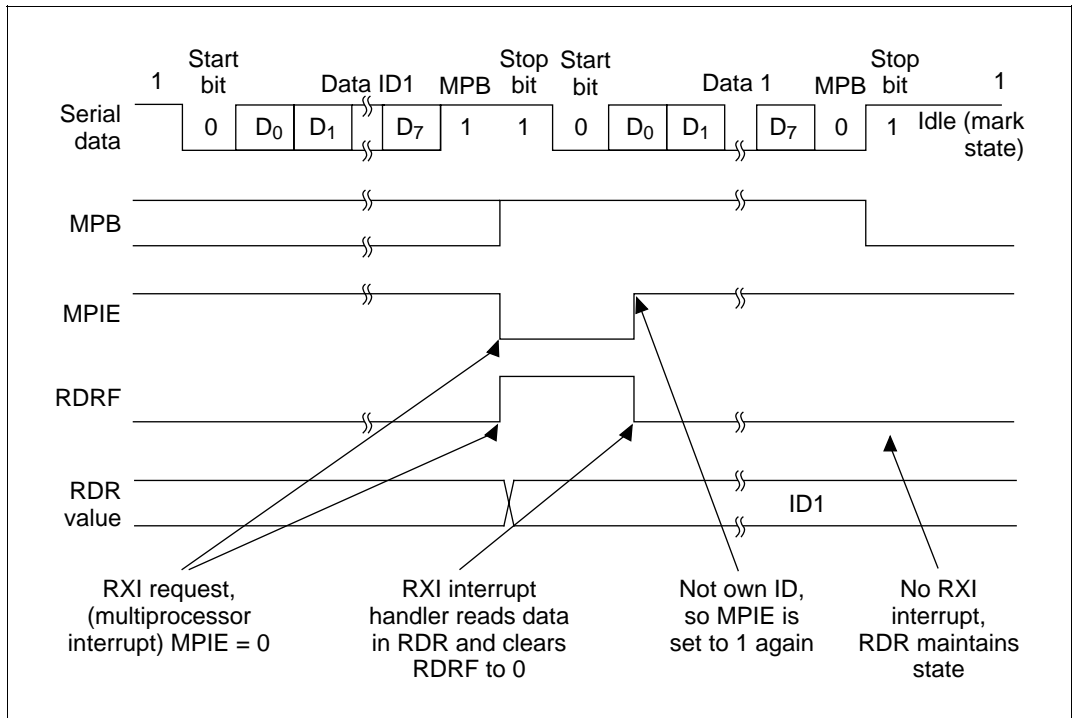 Start bit Stop bit Start bit Stop bit
1 Data ID1 MPB Data 1 MPB 1
Serial data 0 D0 D1 D7 1 1 0 D0 D1 D7 0 1 Idle (mark state)
MPB
MPIE
RDRF
RDR value
ID1
RXI request,
(multiprocessor
interrupt) MPIE = 0
RXI interrupt
handler reads data
in RDR and clears
RDRF to 0
Not own ID,
so MPIE is
set to 1 again
No RXI
interrupt,
RDR maintains
state